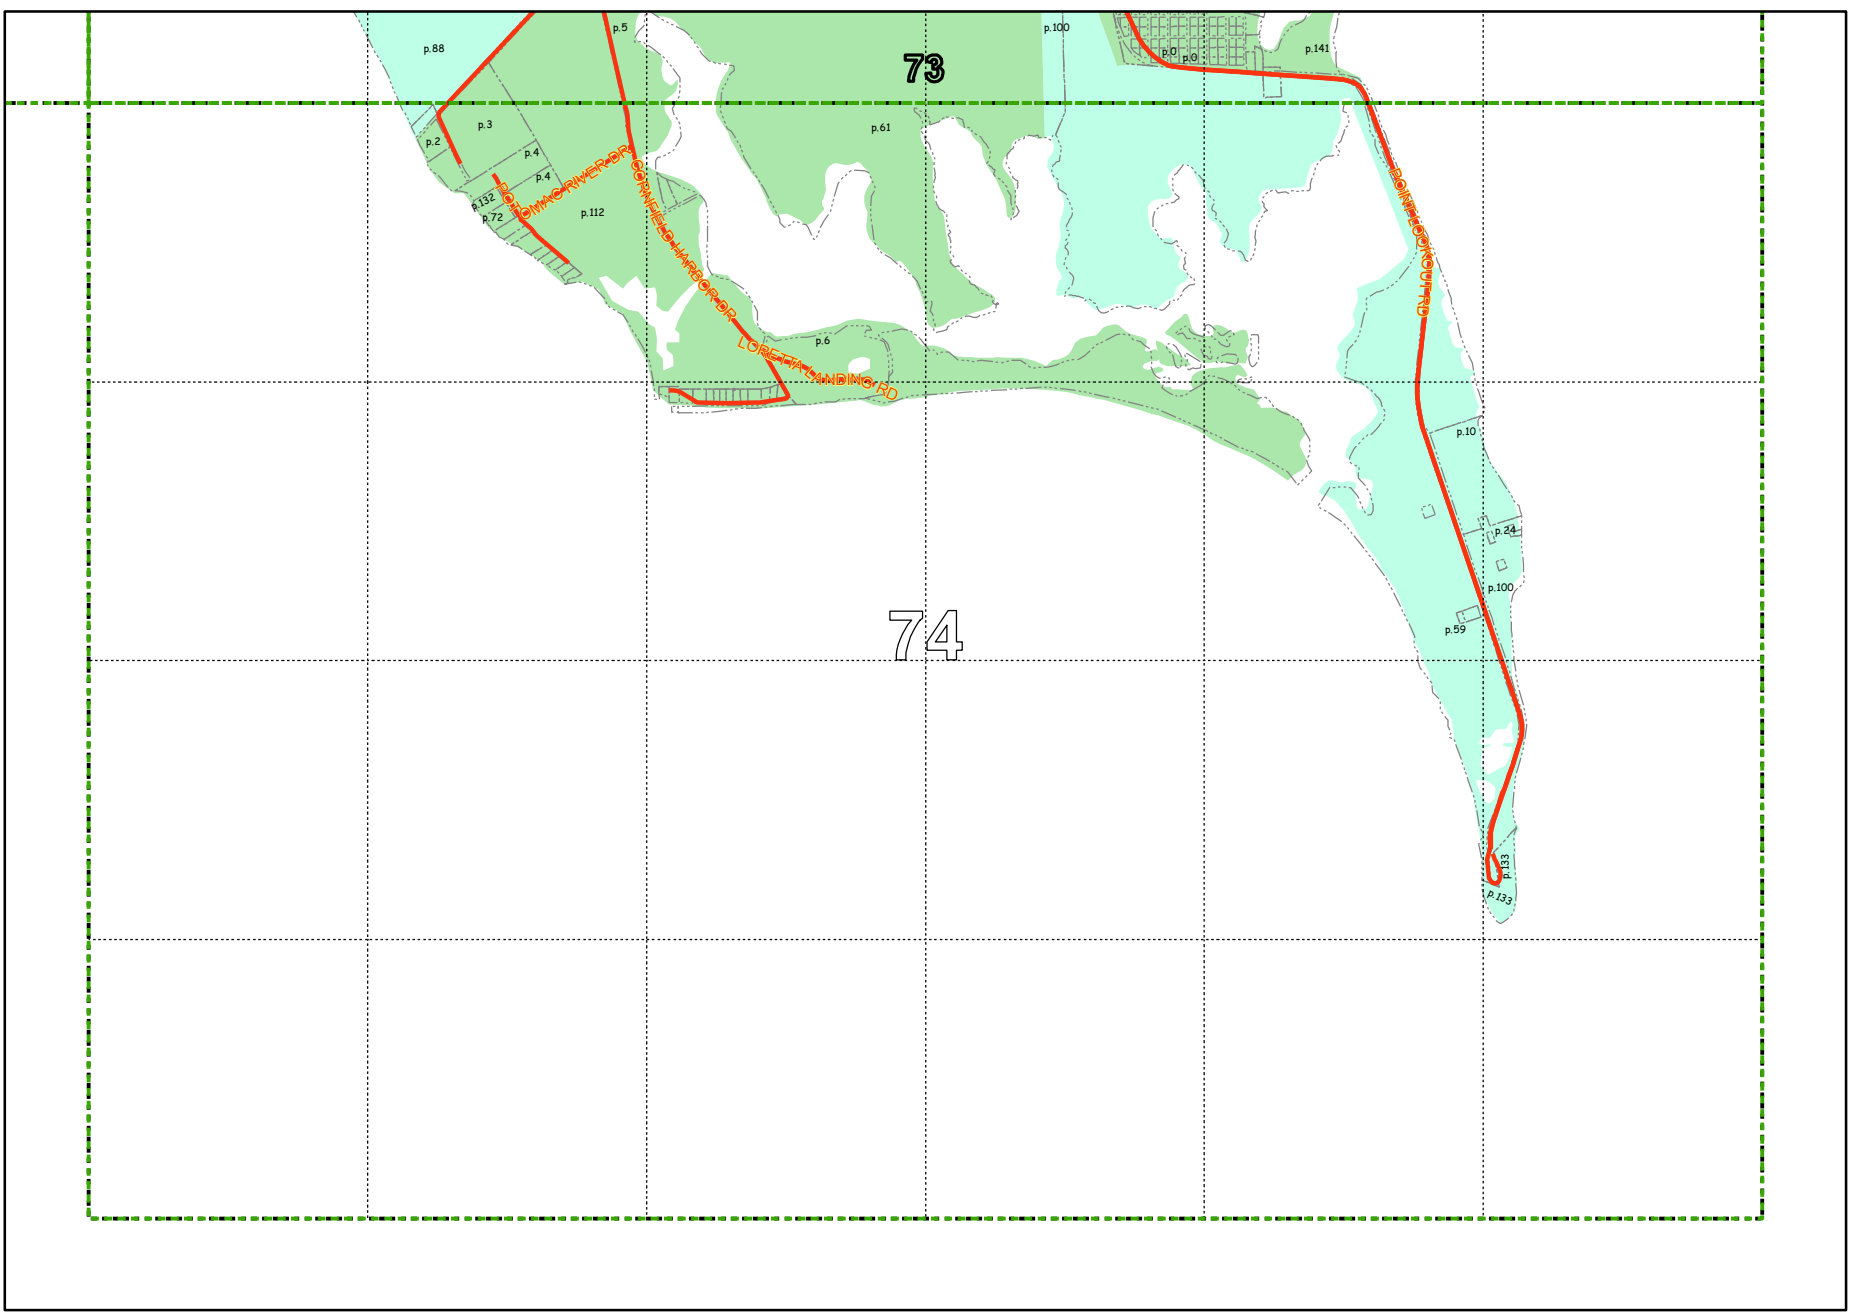 p.5
p.100
p.88
p.141
p.0
p.0
73
p.3
p.61
p.2
p.4
p.4
POTOMAC RIVER DR
p.132
p.72
p.112
CORNFIELD HARBOR DR
POINT LOOKOUT RD
p.6
LORETTA LANDING RD
p.10
p.24
p.100
p.59
74
p.133
p.133